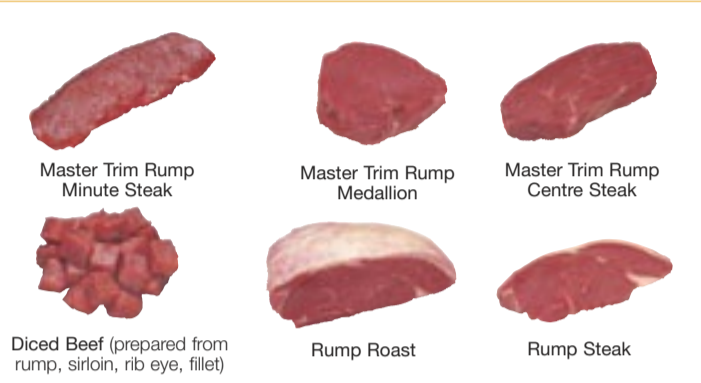 Master Trim Rump
Minute Steak
Master Trim Rump
Medallion
Master Trim Rump
Centre Steak
Diced Beef (prepared from
rump, sirloin, rib eye, fillet)
Rump Roast
Rump Steak